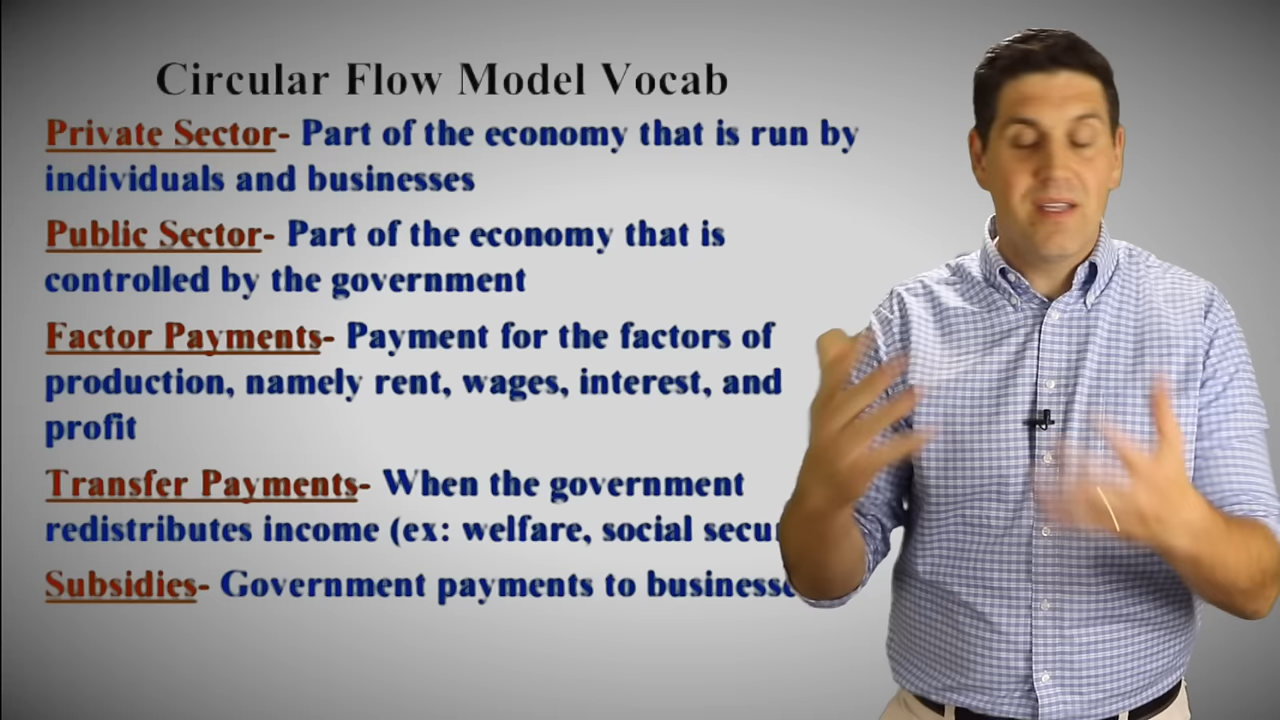 Circular Flow Model Vocab
Private Sector- Part of the economy that is run by
individuals and businesses
Public Sector- Part of the economy that is
controlled by the government
Factor Payments- Payment for the factors of
production, namely rent, wages, interest, and
profit
Transfer Payments- When the government
redistributes income (ex: welfare, social
Subsidies- Government payments to